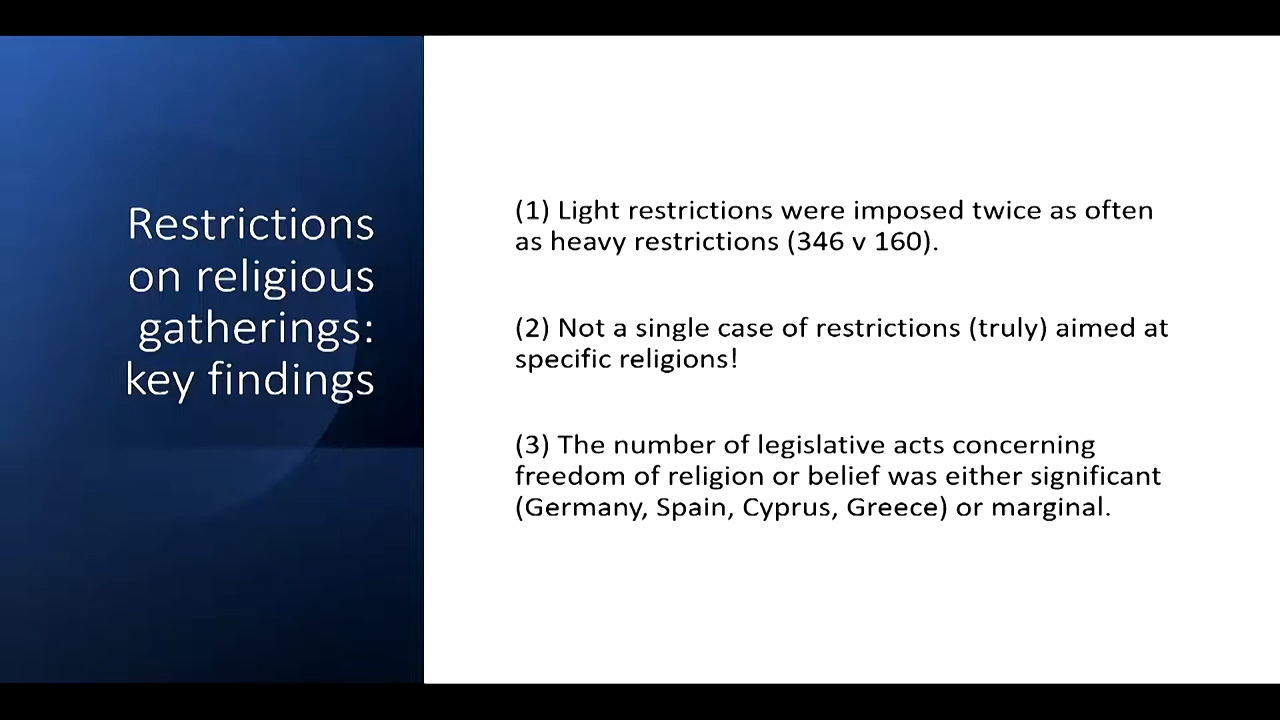 Restrictions
on religious
gatherings:
key findings
(1) Light restrictions were imposed twice as often
as heavy restrictions (346 v 160).
(2) Not a single case of restrictions (truly) aimed at
specific religions!
(3) The number of legislative acts concerning
freedom of religion or belief was either significant
(Germany, Spain, Cyprus, Greece) or marginal.